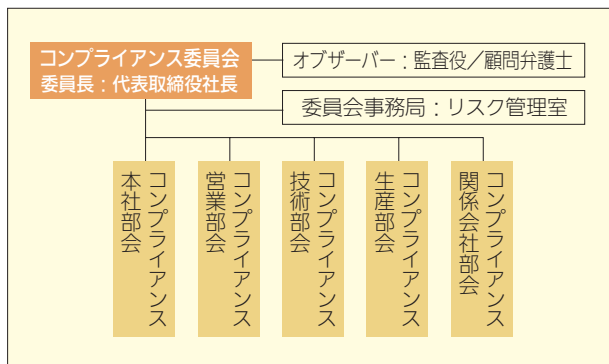 コンプライアンス委員会
委員長：代表取締役社長
オブザーバー：監査役／顧問弁護士
委員会事務局：リスク管理室
コンプライアンス
本社部会
コンプライアンス
営業部会
コンプライアンス
技術部会
コンプライアンス
生産部会
コンプライアンス
関係会社部会